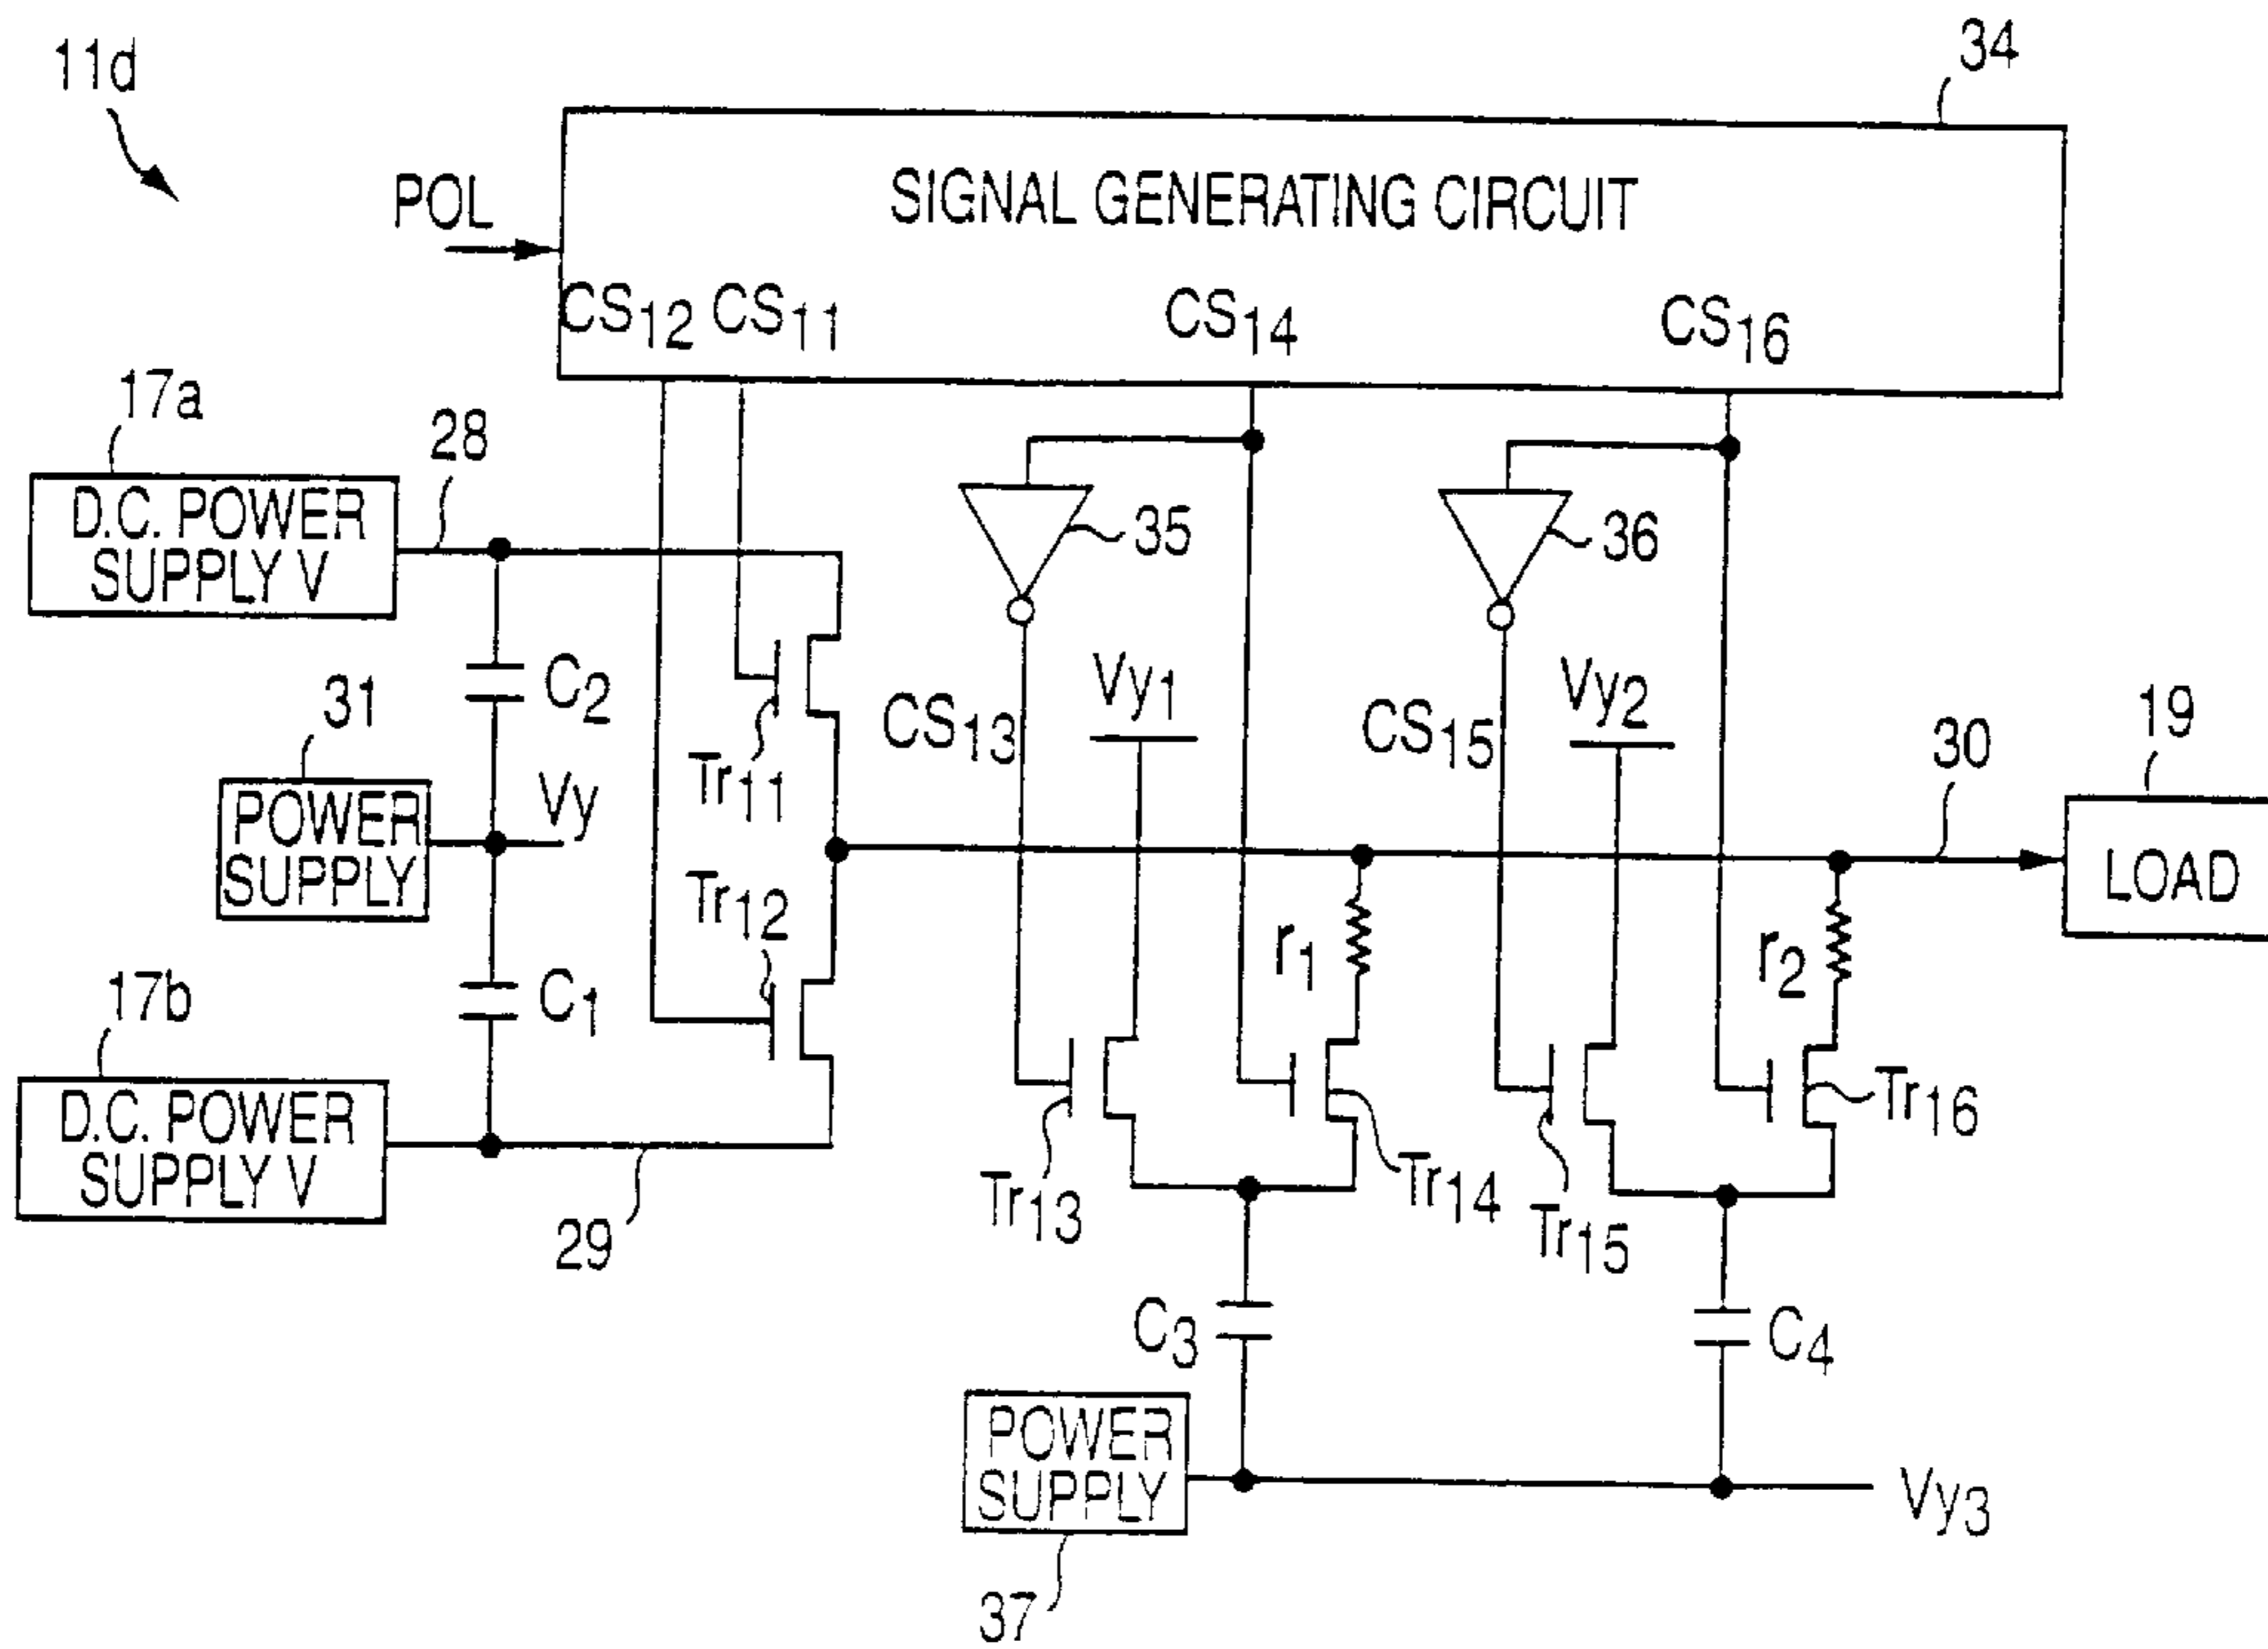 11d
34
POL
SIGNAL GENERATING CIRCUIT
CS12 CS11
CS14
CS16
17a
28
D.C. POWER
SUPPLY V
35
36
C2
31
Tr11
CS13
Vy1
CS15
Vy2
19
30
POWER
SUPPLY
Vy
LOAD
Tr12
r1
r2
17b
C1
D.C. POWER
SUPPLY V
29
Tr13
Tr14
Tr15
Tr16
C3
C4
POWER
SUPPLY
Vy3
37